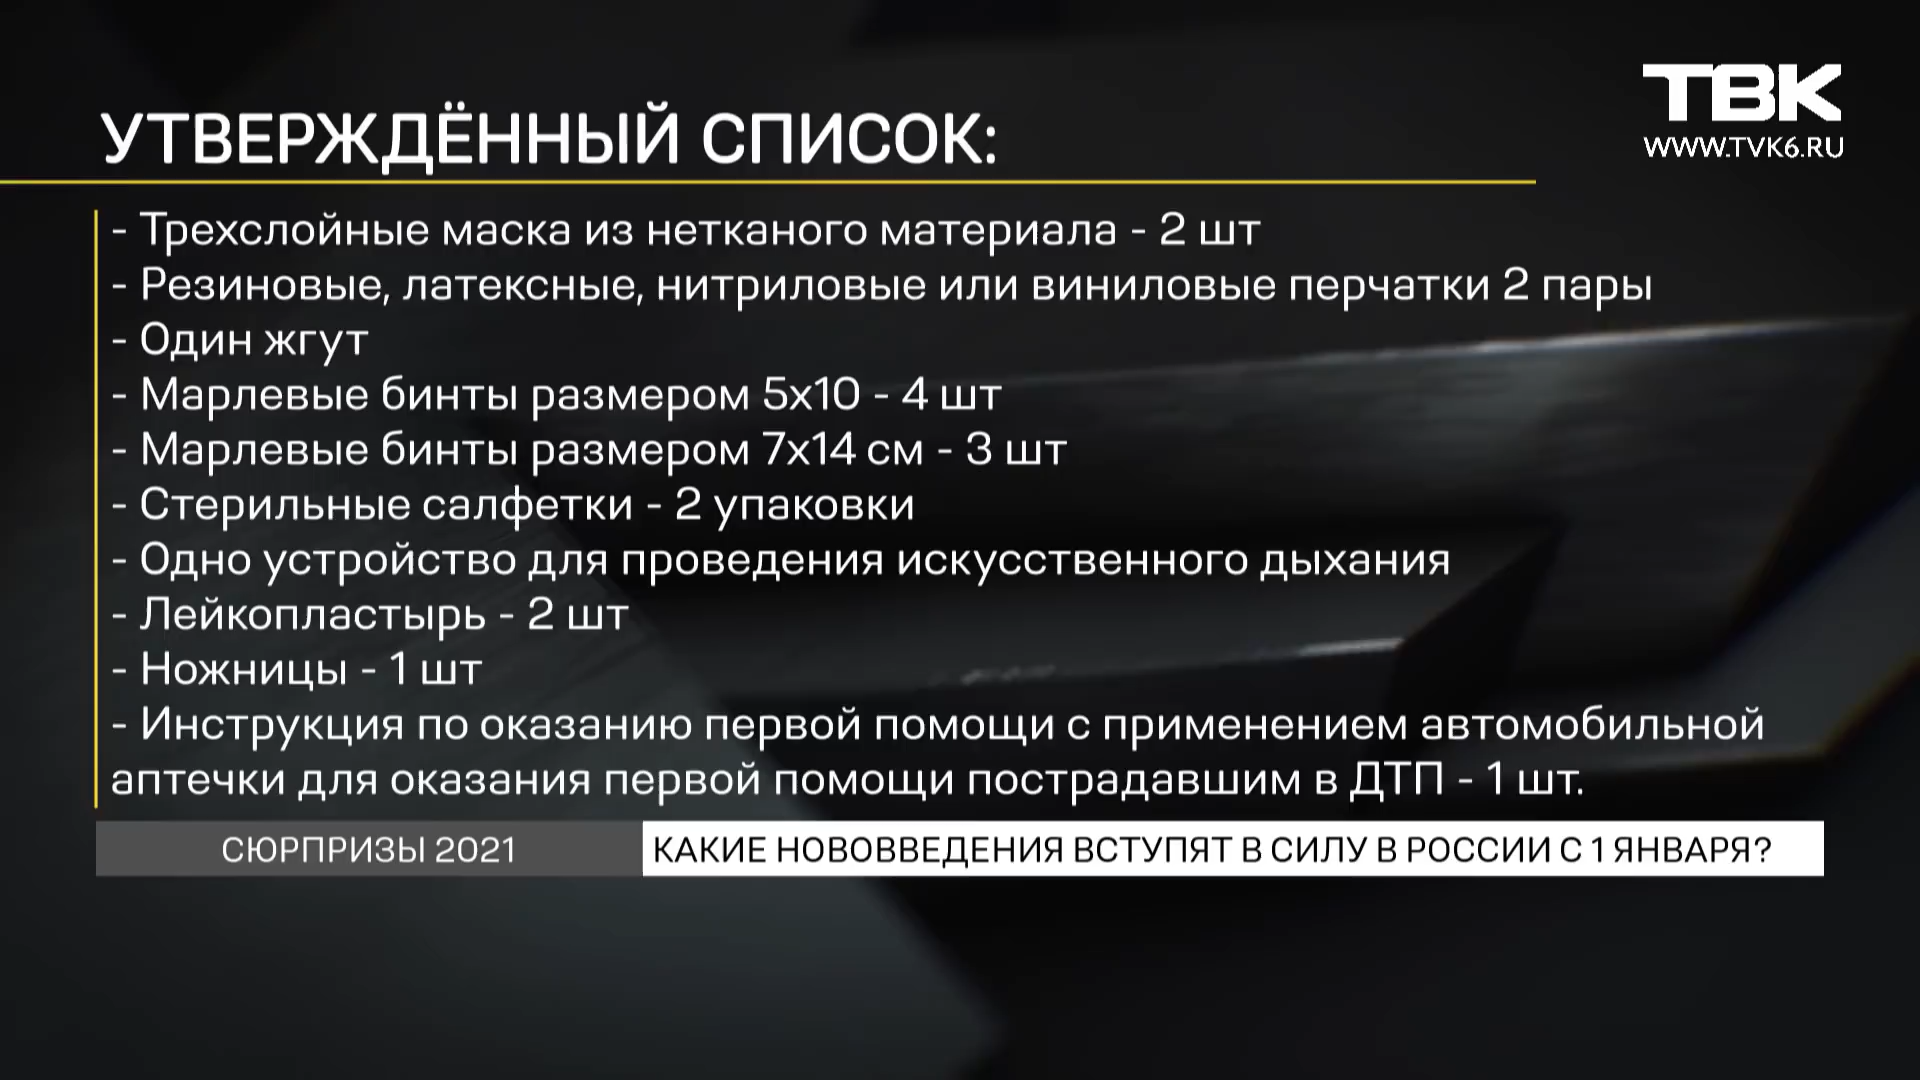 ТВК
WWW.TVK6.RU
УТВЕРЖДЁННЫЙ СПИСОК:
- Трехслойные маска из нетканого материала - 2 шт
- Резиновые, латексные, нитриловые или виниловые перчатки 2 пары
- Один жгут
- Марлевые бинты размером 5х10 - 4 шт
- Марлевые бинты размером 7х14 см - 3 шт
- Стерильные салфетки - 2 упаковки
- Одно устройство для проведения искусственного дыхания
- Лейкопластырь - 2 шт
- Ножницы - 1 шт
- Инструкция по оказанию первой помощи с применением автомобильной
аптечки для оказания первой помощи пострадавшим в ДТП - 1 шт.
СЮРПРИЗЫ 2021
КАКИЕ НОВОВВЕДЕНИЯ ВСТУПЯТ В СИЛУ В РОССИИ С 1 ЯНВАРЯ?